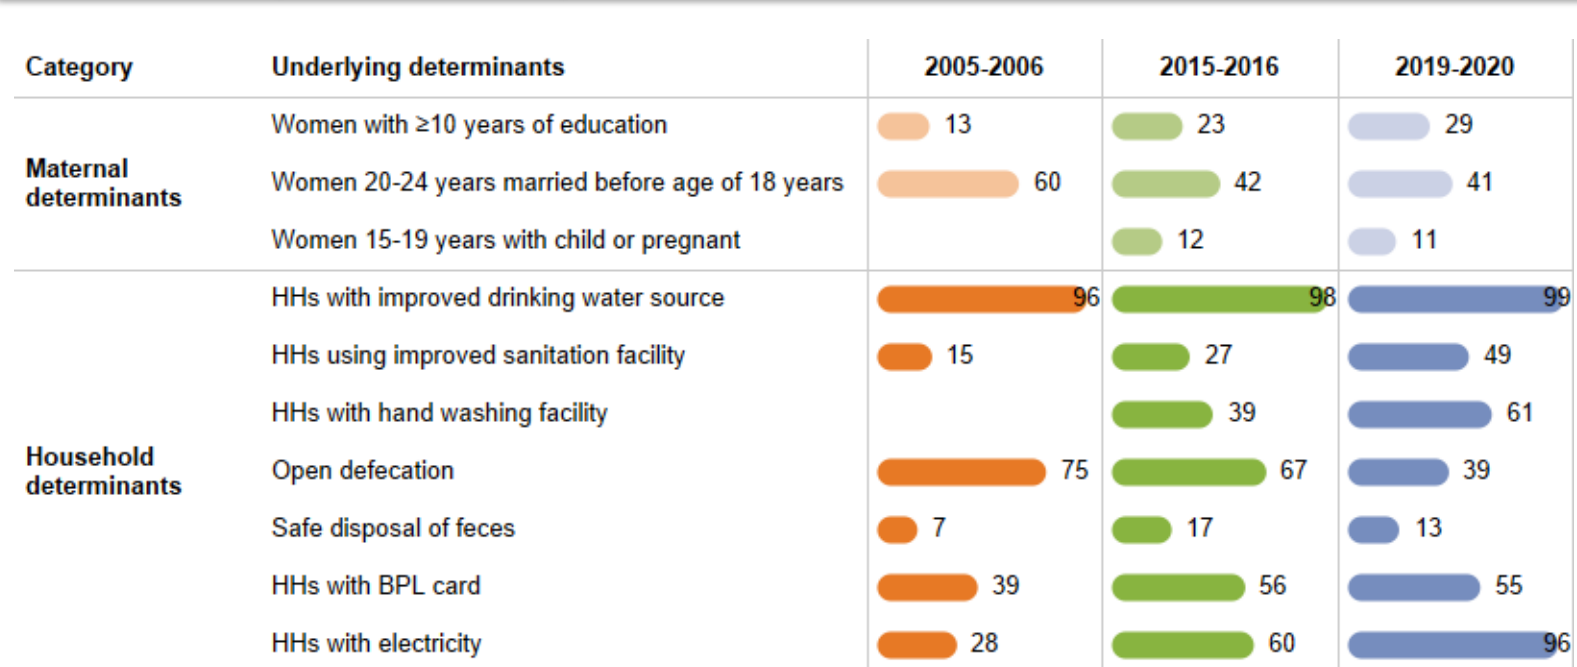 Category Underlying determinants 2005-2006 2015-2016 2019-2020
Women with ≥10 years of education 13 23 29
Maternal
determinants
Women 20-24 years married before age of 18 years 60 42 41
Women 15-19 years with child or pregnant 12 11
HHs with improved drinking water source 96 98 99
HHs using improved sanitation facility 15 27 49
HHs with hand washing facility 39 61
Household
determinants
Open defecation 75 67 39
Safe disposal of feces 7 17 13
HHs with BPL card 39 56 55
HHs with electricity 28 60 96